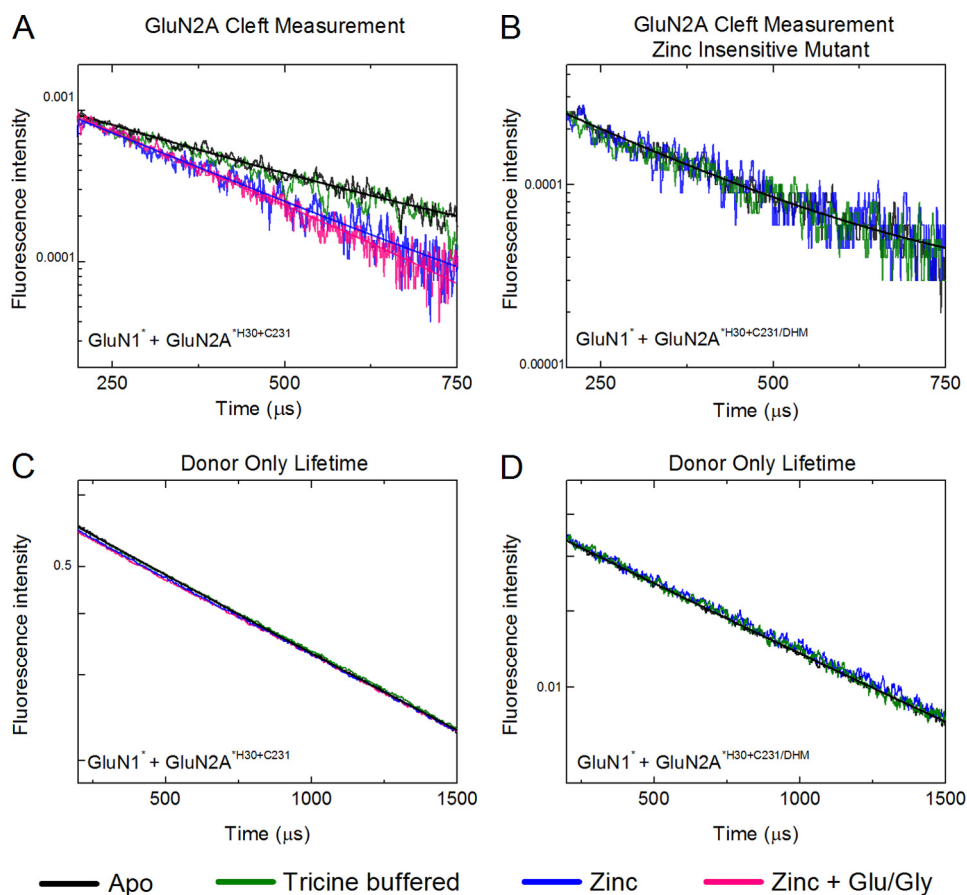 A
GluN2A Cleft Measurement
Fluorescence intensity
0.001
0.0001
GluN1* + GluN2A*H30+C231
250
500
750
Time (μs)
B
GluN2A Cleft Measurement
Zinc Insensitive Mutant
Fluorescence intensity
0.0001
0.00001
GluN1* + GluN2A*H30+C231/DHM
250
500
750
Time (μs)
C
Donor Only Lifetime
Fluorescence intensity
0.5
GluN1* + GluN2A*H30+C231
500
1000
1500
Time (μs)
D
Donor Only Lifetime
Fluorescence intensity
0.01
GluN1* + GluN2A*H30+C231/DHM
500
1000
1500
Time (μs)
Apo
Tricine buffered
Zinc
Zinc + Glu/Gly